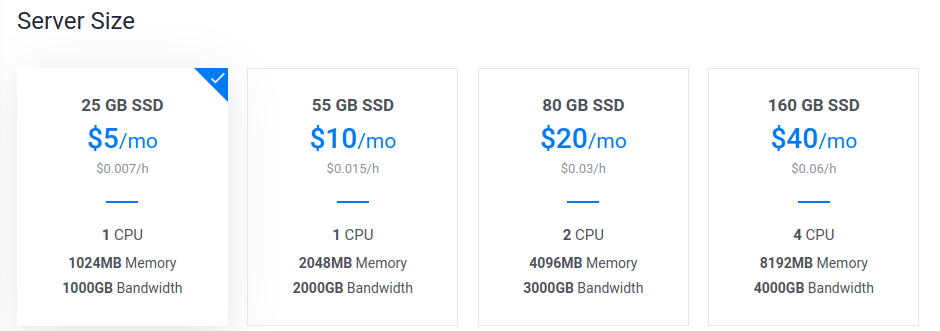 Server Size
25 GB SSD
$5/mo
$0.007/h
1 CPU
1024MB Memory
1000GB Bandwidth
55 GB SSD
$10/mo
$0.015/h
1 CPU
2048MB Memory
2000GB Bandwidth
80 GB SSD
$20/mo
$0.03/h
2 CPU
4096MB Memory
3000GB Bandwidth
160 GB SSD
$40/mo
$0.06/h
4 CPU
8192MB Memory
4000GB Bandwidth